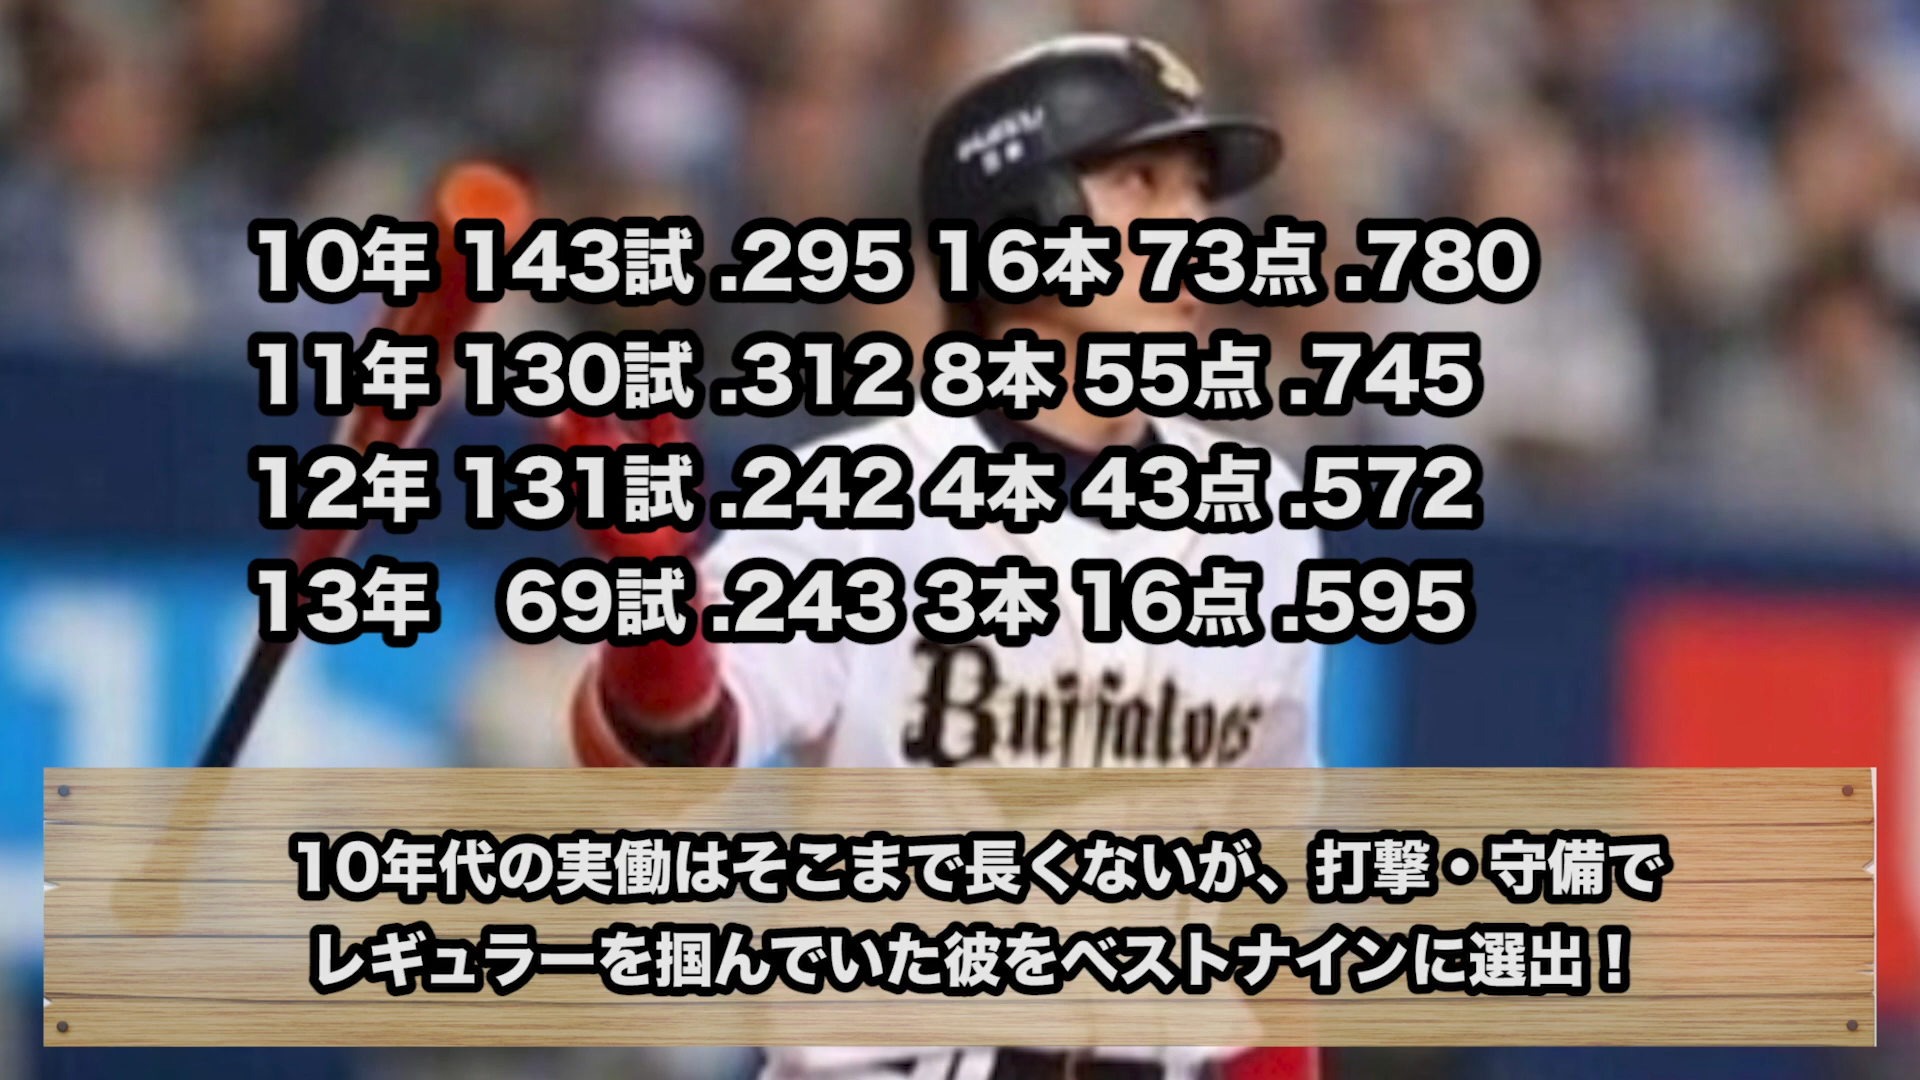 10年 143試 .295 16本 73点 .780
11年 130試 .312 8本 55点 .745
12年 131試 .242 4本 43点 .572
13年 69試 .243 3本 16点 .595
Buffaloes
10年代の実働はそこまで長くないが、打撃・守備で
レギュラーを掴んでいた彼をベストナインに選出！